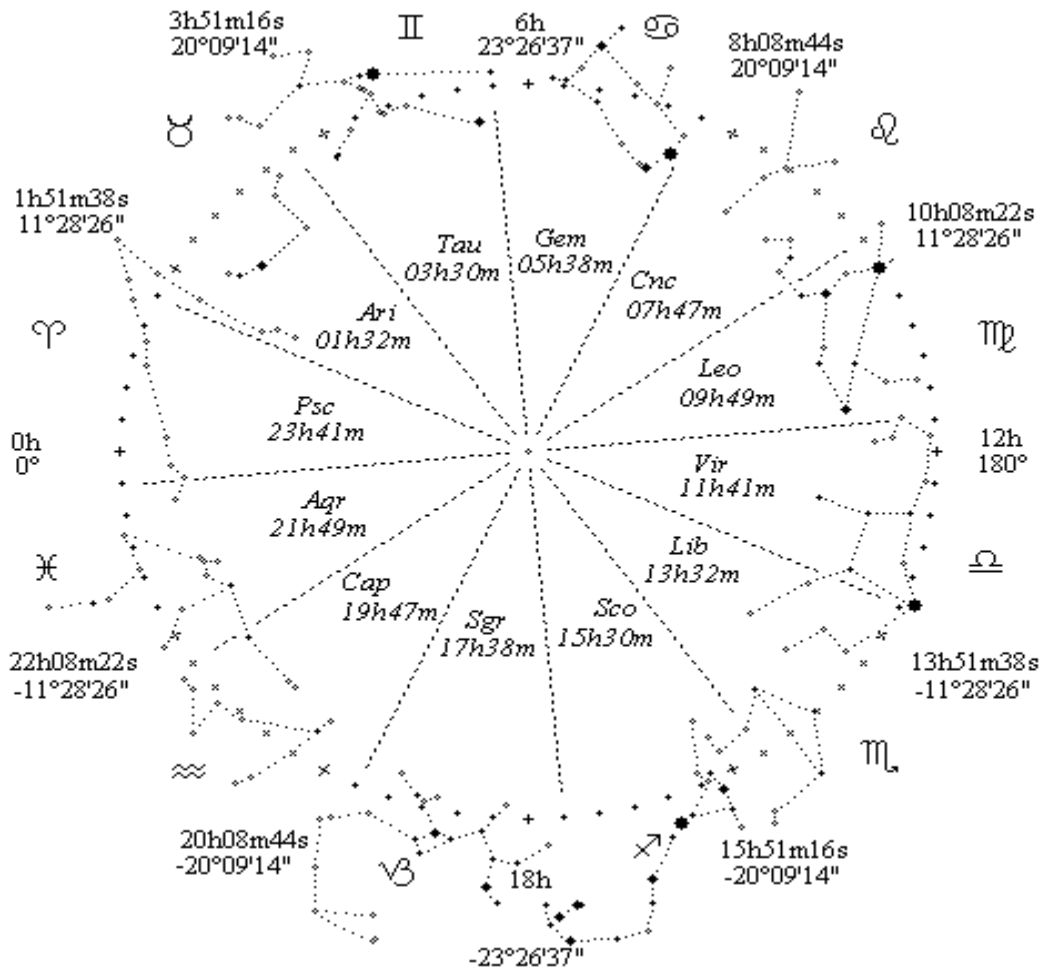 3h51m16s
20°09'14"
♊
6h
23°26'37"
♋
8h08m44s
20°09'14"
♉
♌
1h51m38s
11°28'26"
10h08m22s
11°28'26"
Tau
03h30m
Gem
05h38m
Cnc
07h47m
Ari
01h32m
♈
♍
Leo
09h49m
Psc
23h41m
0h
0°
12h
180°
Vir
11h41m
Aqr
21h49m
Lib
13h32m
♓
♎
Cap
19h47m
Sgr
17h38m
Sco
15h30m
22h08m22s
-11°28'26"
13h51m38s
-11°28'26"
♒
♏
20h08m44s
-20°09'14"
♑
18h
-23°26'37"
♐
15h51m16s
-20°09'14"